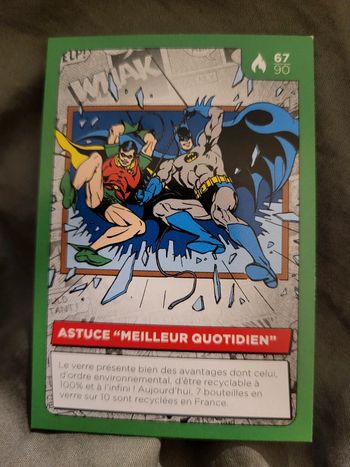 ELP!
WHAK
67
90
ASTUCE "MEILLEUR QUOTIDIEN"
Le verre présente bien des avantages dont celui,
d'ordre environnemental, d'être recyclable à
100% et à l'infini ! Aujourd'hui, 7 bouteilles en
verre sur 10 sont recyclées en France.